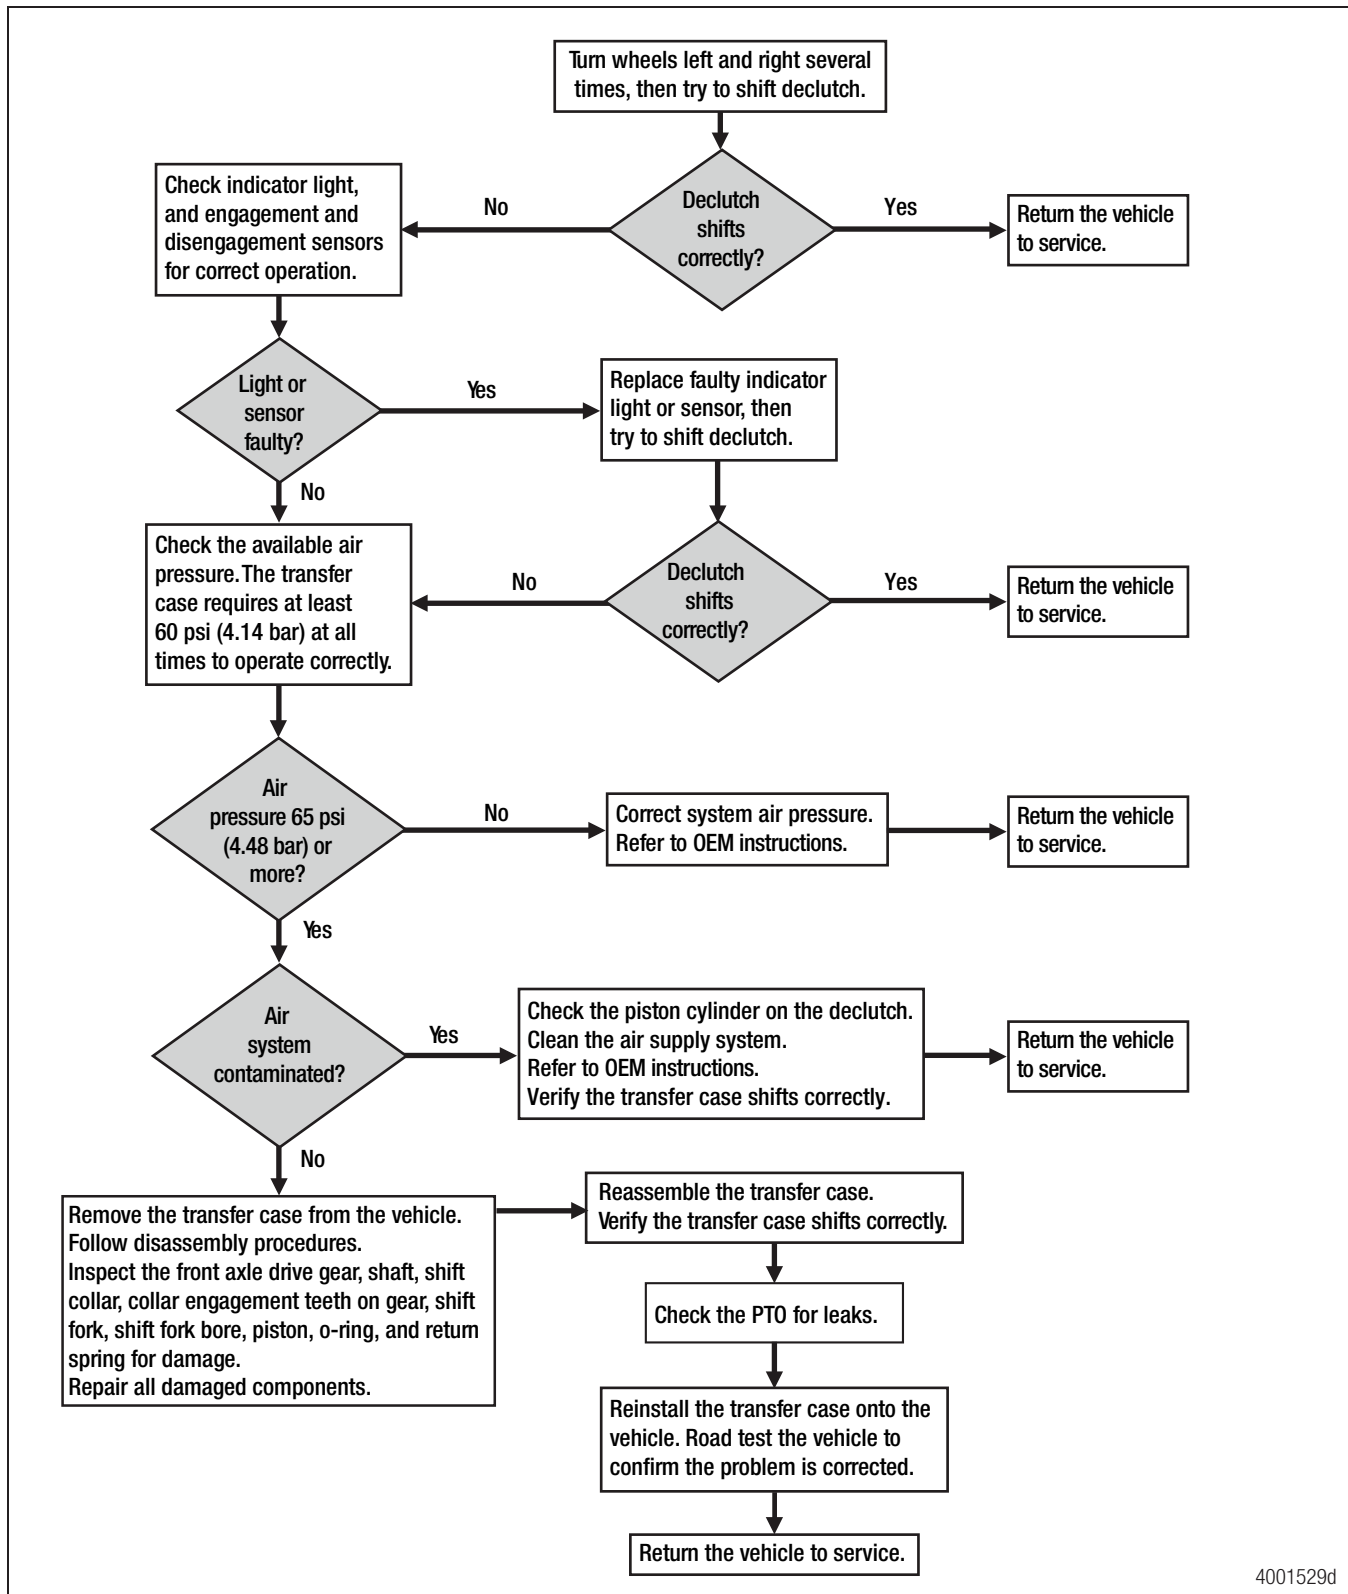 Turn wheels left and right several
times, then try to shift declutch.
Declutch
shifts
correctly?
No
Yes
Check indicator light,
and engagement and
disengagement sensors
for correct operation.
Return the vehicle
to service.
Light or
sensor
faulty?
Yes
Replace faulty indicator
light or sensor, then
try to shift declutch.
No
Check the available air
pressure. The transfer
case requires at least
60 psi (4.14 bar) at all
times to operate correctly.
No
Declutch
shifts
correctly?
Yes
Return the vehicle
to service.
Air
pressure 65 psi
(4.48 bar) or
more?
No
Correct system air pressure.
Refer to OEM instructions.
Return the vehicle
to service.
Yes
Air
system
contaminated?
Yes
Check the piston cylinder on the declutch.
Clean the air supply system.
Refer to OEM instructions.
Verify the transfer case shifts correctly.
Return the vehicle
to service.
No
Remove the transfer case from the vehicle.
Follow disassembly procedures.
Inspect the front axle drive gear, shaft, shift
collar, collar engagement teeth on gear, shift
fork, shift fork bore, piston, o-ring, and return
spring for damage.
Repair all damaged components.
Reassemble the transfer case.
Verify the transfer case shifts correctly.
Check the PTO for leaks.
Reinstall the transfer case onto the
vehicle. Road test the vehicle to
confirm the problem is corrected.
Return the vehicle to service.
4001529d